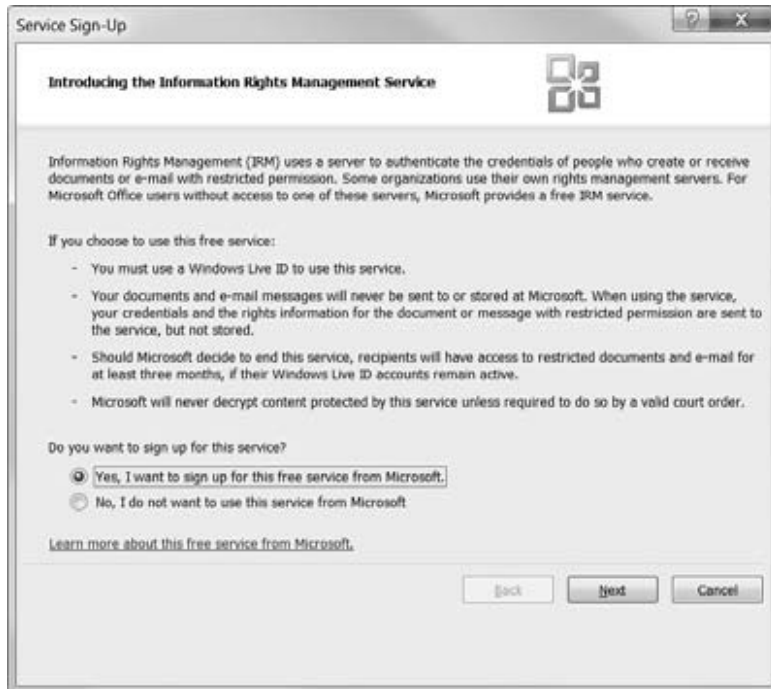 Service Sign-Up
?
X
Introducing the Information Rights Management Service
Information Rights Management (IRM) uses a server to authenticate the credentials of people who create or receive
documents or e-mail with restricted permission. Some organizations use their own rights management servers. For
Microsoft Office users without access to one of these servers, Microsoft provides a free IRM service.
If you choose to use this free service:
- You must use a Windows Live ID to use this service.
- Your documents and e-mail messages will never be sent to or stored at Microsoft. When using the service,
your credentials and the rights information for the document or message with restricted permission are sent to
the service, but not stored.
- Should Microsoft decide to end this service, recipients will have access to restricted documents and e-mail for
at least three months, if their Windows Live ID accounts remain active.
- Microsoft will never decrypt content protected by this service unless required to do so by a valid court order.
Do you want to sign up for this service?
Yes, I want to sign up for this free service from Microsoft.
No, I do not want to use this service from Microsoft
Learn more about this free service from Microsoft.
Back Next Cancel